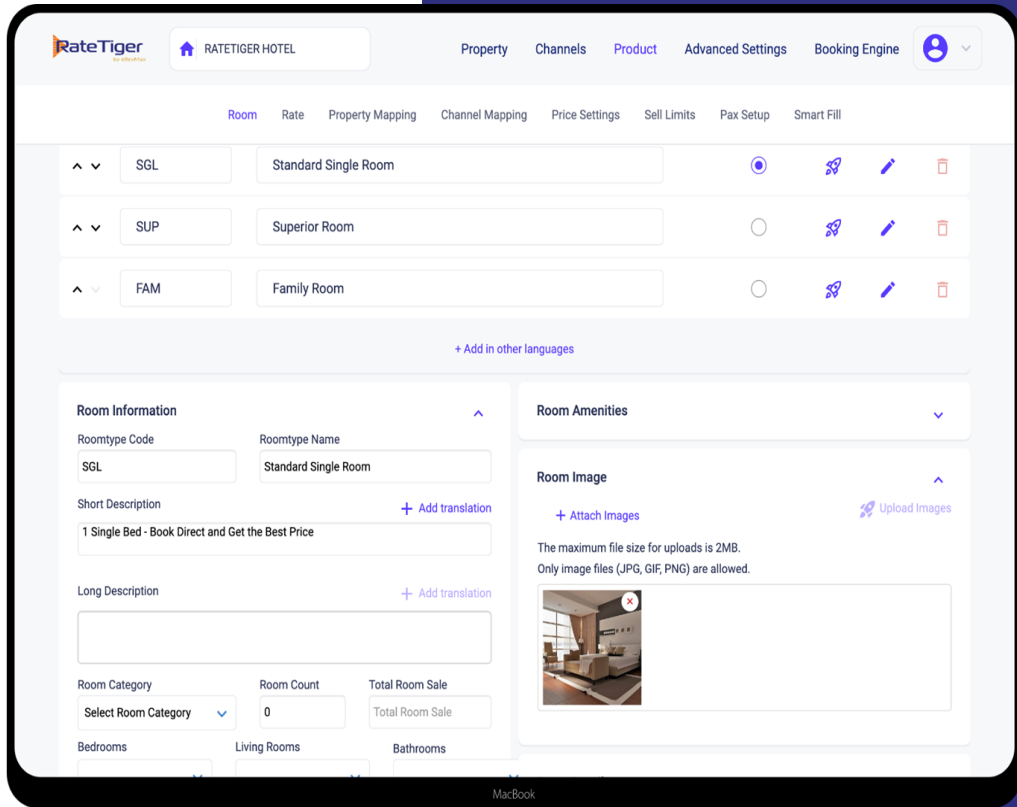 RateTiger
RATETIGER HOTEL
Property Channels Product Advanced Settings Booking Engine
Room Rate Property Mapping Channel Mapping Price Settings Sell Limits Pax Setup Smart Fill
SGL Standard Single Room
SUP Superior Room
FAM Family Room
+ Add in other languages
Room Information
Roomtype Code Roomtype Name
SGL Standard Single Room
Short Description + Add translation
1 Single Bed - Book Direct and Get the Best Price
Long Description + Add translation
Room Category Room Count Total Room Sale
Select Room Category 0 Total Room Sale
Bedrooms Living Rooms Bathrooms
Room Amenities
Room Image
+ Attach Images Upload Images
The maximum file size for uploads is 2MB.
Only image files (JPG, GIF, PNG) are allowed.
MacBook